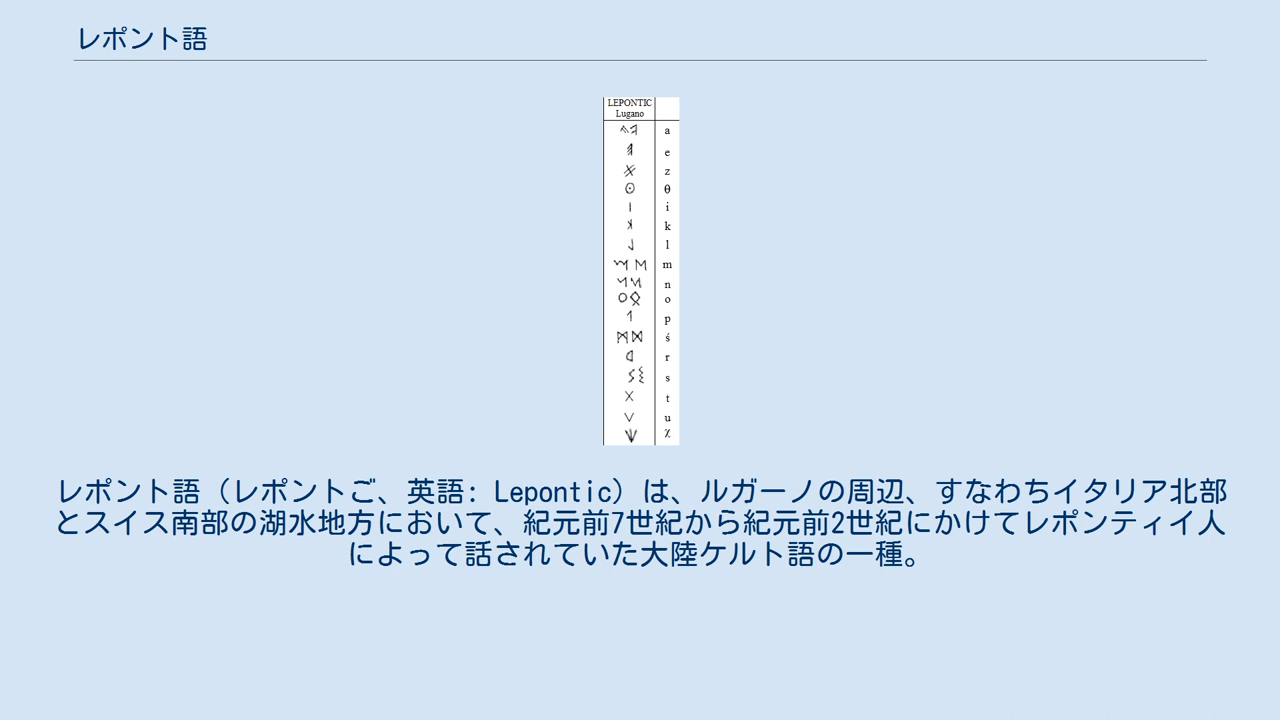 レポント語
LEPONTIC
Lugano
a
e
z
θ
i
k
l
m
n
o
p
ś
r
s
t
u
χ
レポント語（レポントご、英語: Lepontic）は、ルガーノの周辺、すなわちイタリア北部
とスイス南部の湖水地方において、紀元前7世紀から紀元前2世紀にかけてレポンティイ人
によって話されていた大陸ケルト語の一種。